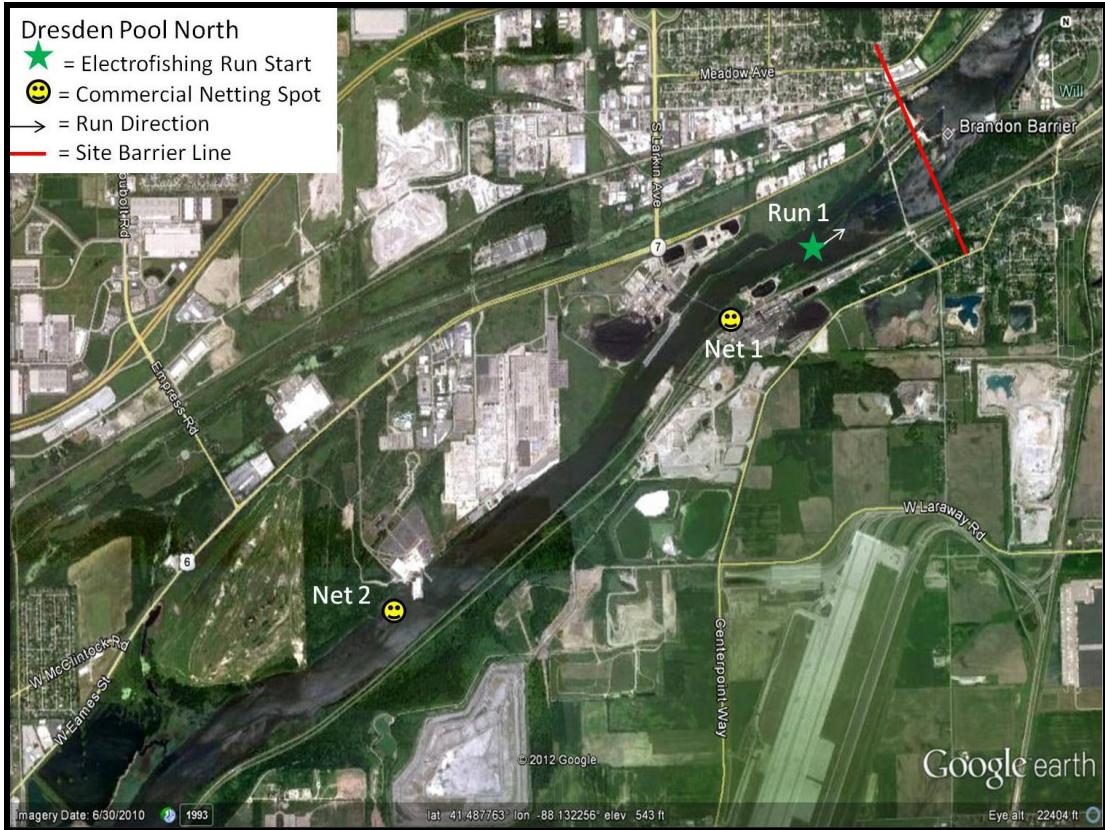 Dresden Pool North
= Electrofishing Run Start
= Commercial Netting Spot
= Run Direction
= Site Barrier Line
N
Meadow Ave
Will
Brandon Barrier
S Larkin Ave
Run 1
7
Net 1
Empress Rd
W Laraway Rd
6
Net 2
Centerpoint Way
W McClintock Rd
W Eames St
© 2012 Google
Google earth
Imagery Date: 6/30/2010
1993
lat 41.487763° lon -88.132256° elev 543 ft
Eye alt 22404 ft